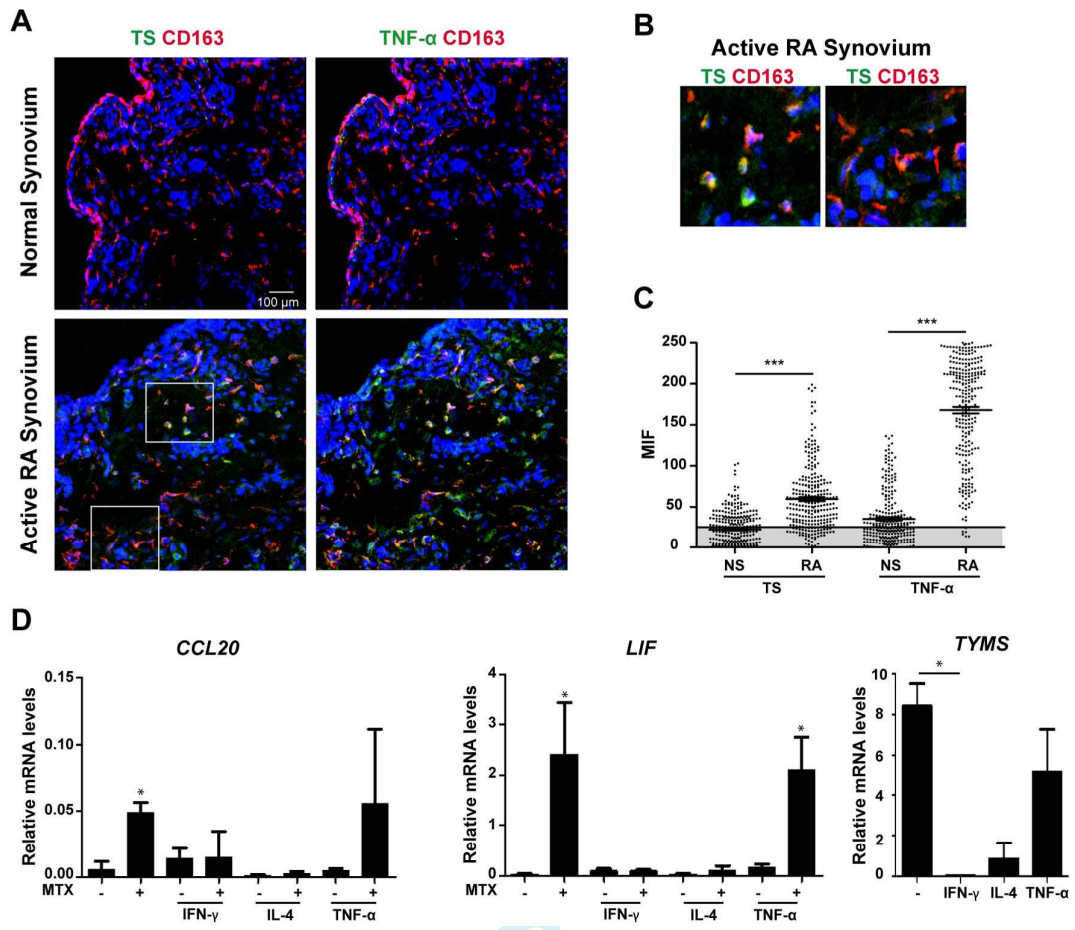 A
TS CD163
TNF-α CD163
Normal Synovium
100 µm
Active RA Synovium
B
Active RA Synovium
TS CD163
TS CD163
C
MIF
250
200
150
100
50
0
***
***
NS RA NS RA
TS TNF-α
D
CCL20
Relative mRNA levels
0.15
0.10
0.05
0.00
*
MTX - + - + - + - +
IFN-γ IL-4 TNF-α
LIF
Relative mRNA levels
4
3
2
1
0
*
*
MTX - + - + - + - +
IFN-γ IL-4 TNF-α
TYMS
Relative mRNA levels
10
8
6
4
2
0
*
- IFN-γ IL-4 TNF-α